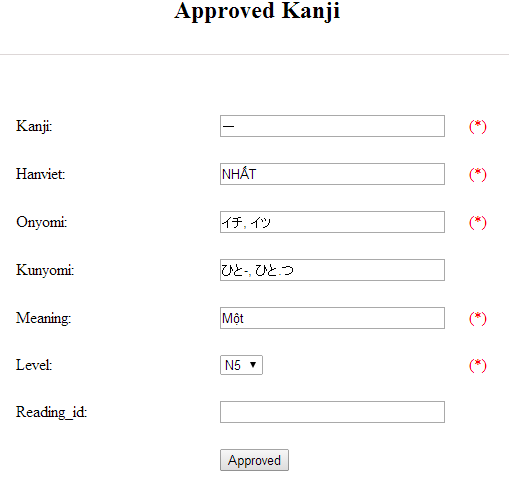 Approved Kanji
Kanji: 一 (*)
Hanviet: NHẤT (*)
Onyomi: イチ, イツ (*)
Kunyomi: ひと-, ひと.つ
Meaning: Một (*)
Level: N5 (*)
Reading_id:
Approved